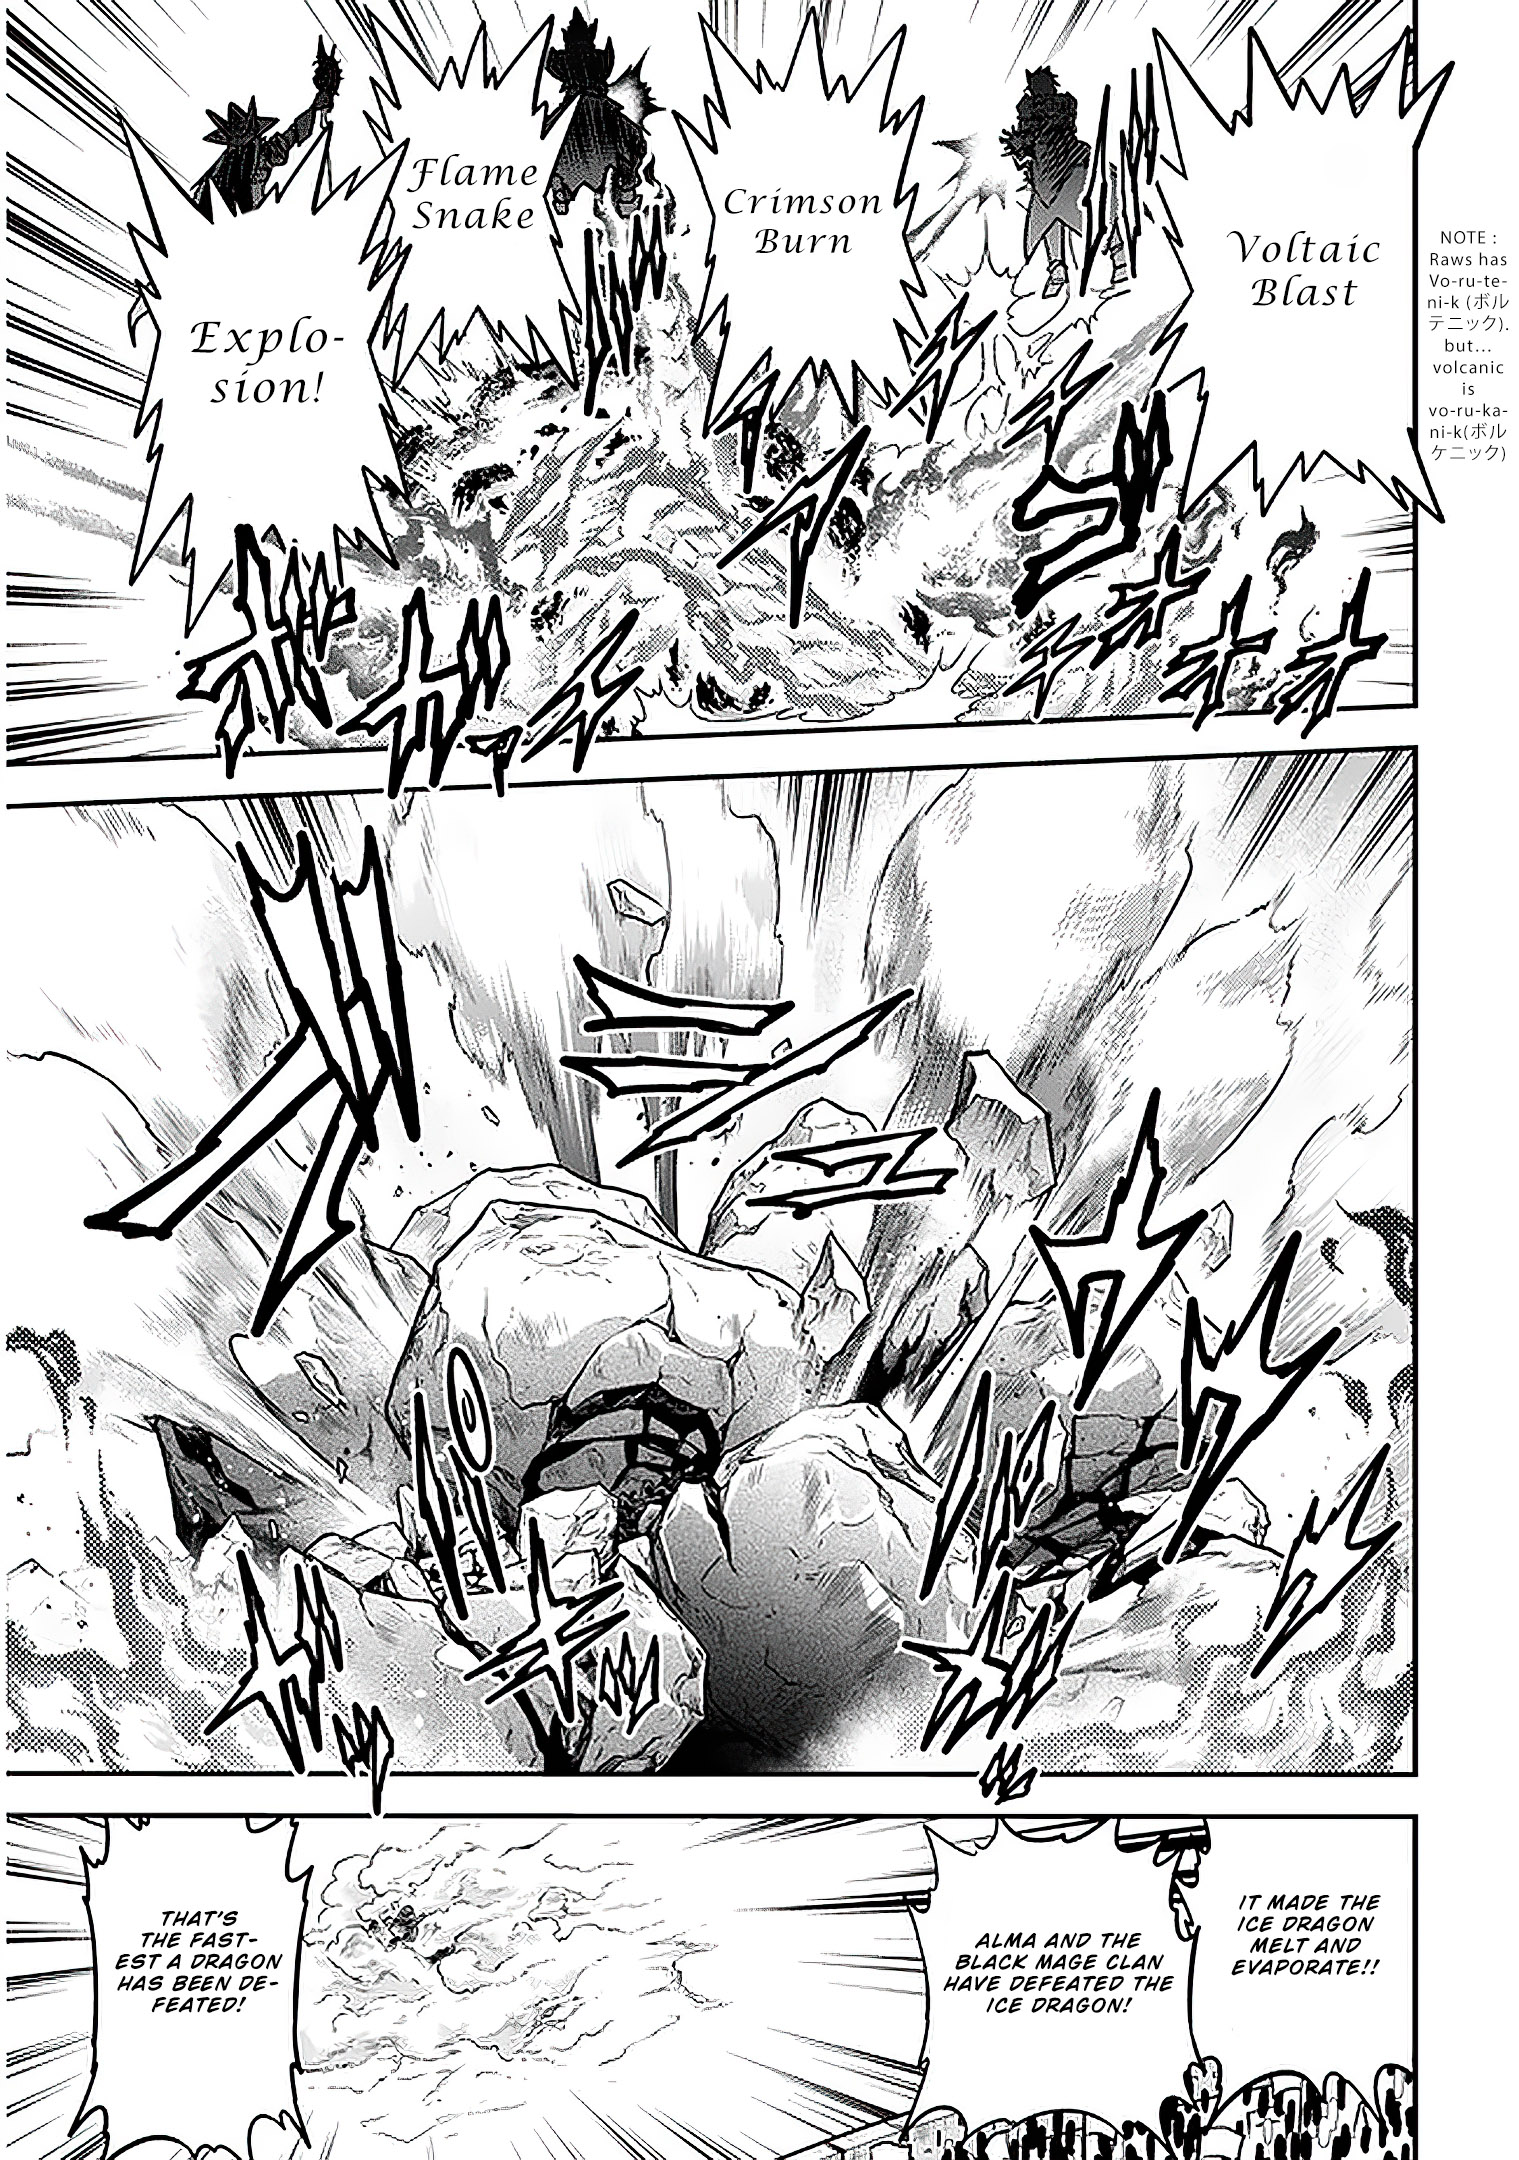 Voltaic
Blast
NOTE :
Raws has
Vo-ru-te-
ni-k (ボル
テニック).
but...
volcanic
is
vo-ru-ka-
ni-k(ボル
ケニック)
Crimson
Burn
Flame
Snake
Explo-
sion!
IT MADE THE
ICE DRAGON
MELT AND
EVAPORATE!!
ALMA AND THE
BLACK MAGE CLAN
HAVE DEFEATED THE
ICE DRAGON!
THAT'S
THE FAST-
EST A DRAGON
HAS BEEN DE-
FEATED!